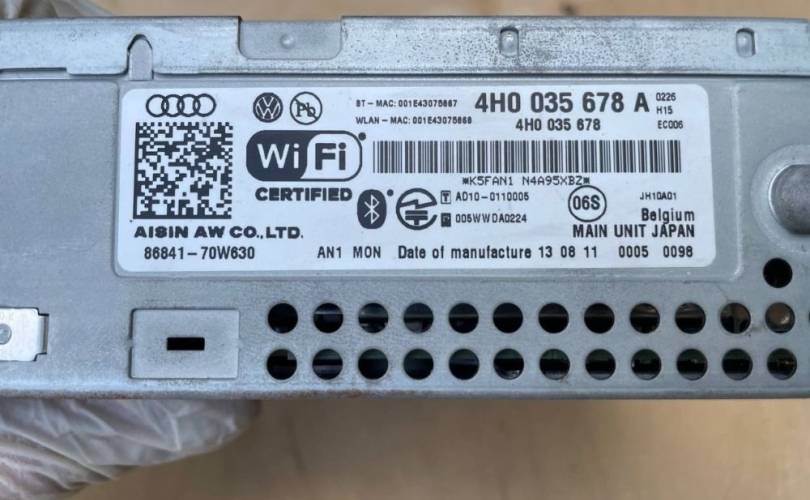 BT-MAC: 001E43075667
WLAN-MAC: 001E43075668
4H0 035 678 A
0226
H15
4H0 035 678
EC006
Pb
WiFi
CERTIFIED
*K5FAN1 N4A95XBZ*
T AD10-0110005
R 005WWDA0224
06S
JH10A01
Belgium
AISIN AW CO.,LTD.
MAIN UNIT JAPAN
86841-70W630
AN1 MON
Date of manufacture 13 08 11 0005 0098